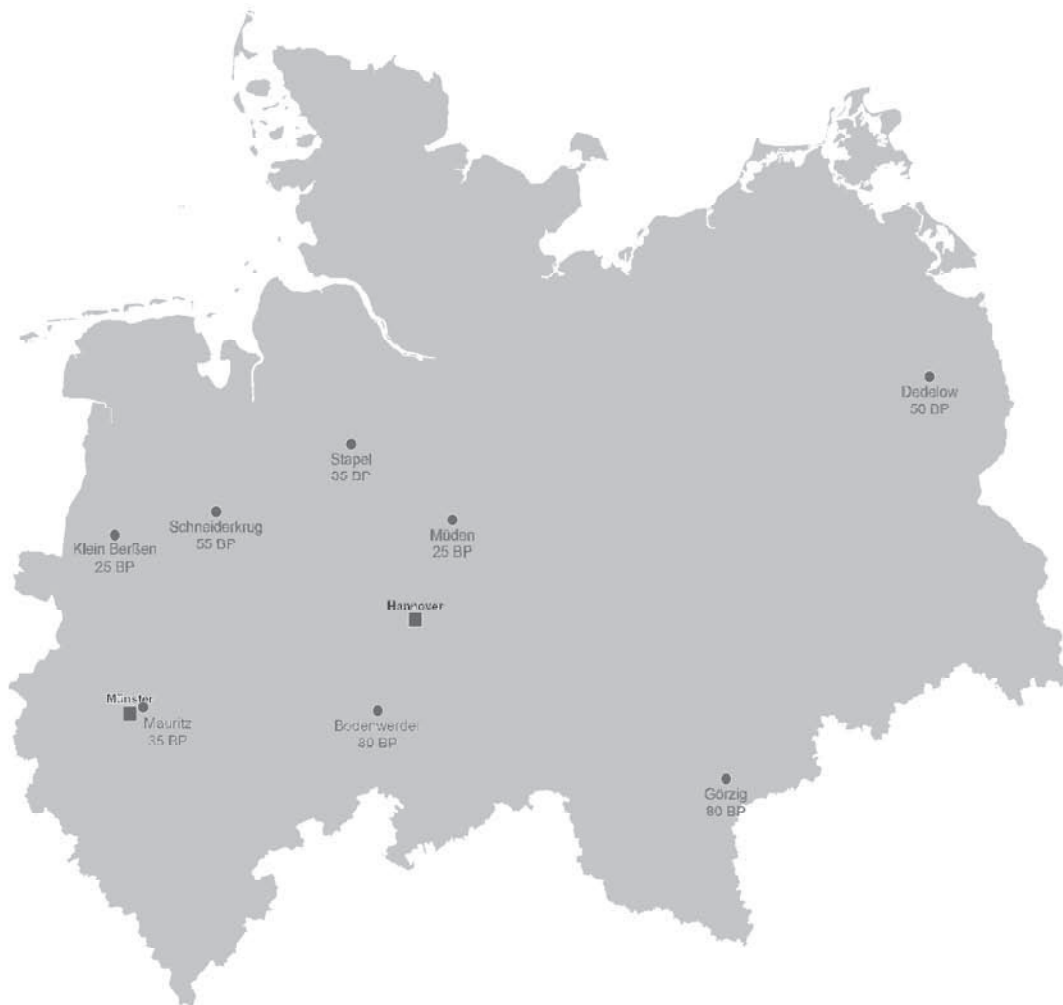 Dedelow
50 BP
Stapel
35 BP
Schneiderkrug
55 BP
Müden
25 BP
Klein Berßen
25 BP
Hannover
Münster
Mauritz
35 BP
Bodenwerder
80 BP
Görzig
80 BP